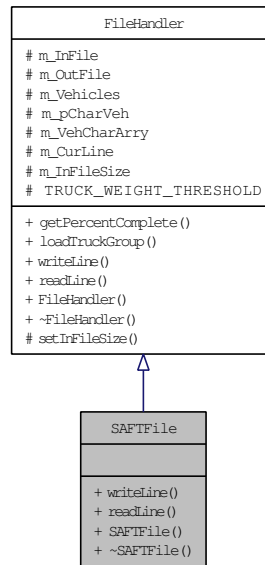 FileHandler
# m_InFile
# m_OutFile
# m_Vehicles
# m_pCharVeh
# m_VehCharArry
# m_CurLine
# m_InFileSize
# TRUCK_WEIGHT_THRESHOLD
+ getPercentComplete()
+ loadTruckGroup()
+ writeLine()
+ readLine()
+ FileHandler()
+ ~FileHandler()
# setInFileSize()
SAFTFile
+ writeLine()
+ readLine()
+ SAFTFile()
+ ~SAFTFile()